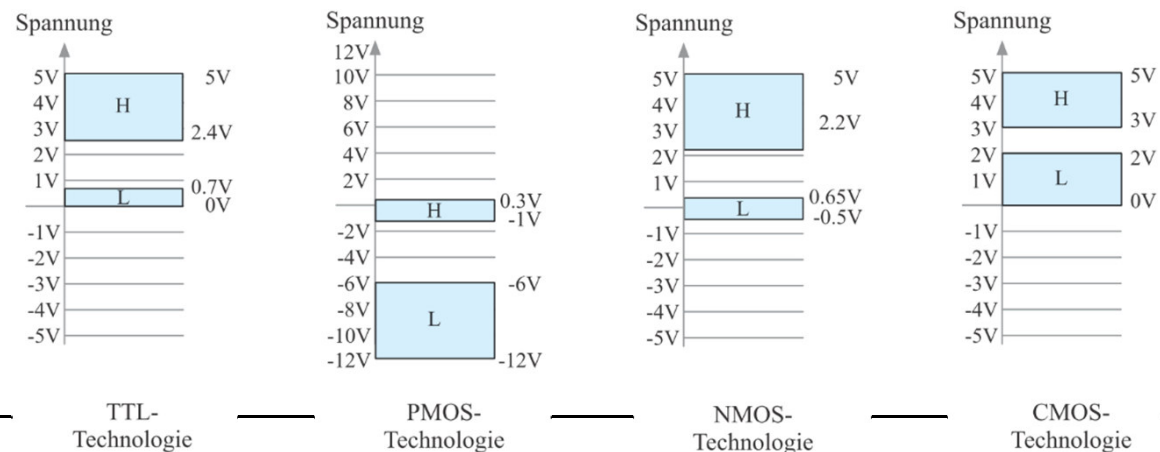 Spannung
5V
4V
3V
2V
1V
-1V
-2V
-3V
-4V
-5V
H
L
5V
2.4V
0.7V
0V
TTL-
Technologie
Spannung
12V
10V
8V
6V
4V
2V
-2V
-4V
-6V
-8V
-10V
-12V
H
L
0.3V
-1V
-6V
-12V
PMOS-
Technologie
Spannung
5V
4V
3V
2V
1V
-1V
-2V
-3V
-4V
-5V
H
L
5V
2.2V
0.65V
-0.5V
NMOS-
Technologie
Spannung
5V
4V
3V
2V
1V
-1V
-2V
-3V
-4V
-5V
H
L
5V
3V
2V
0V
CMOS-
Technologie